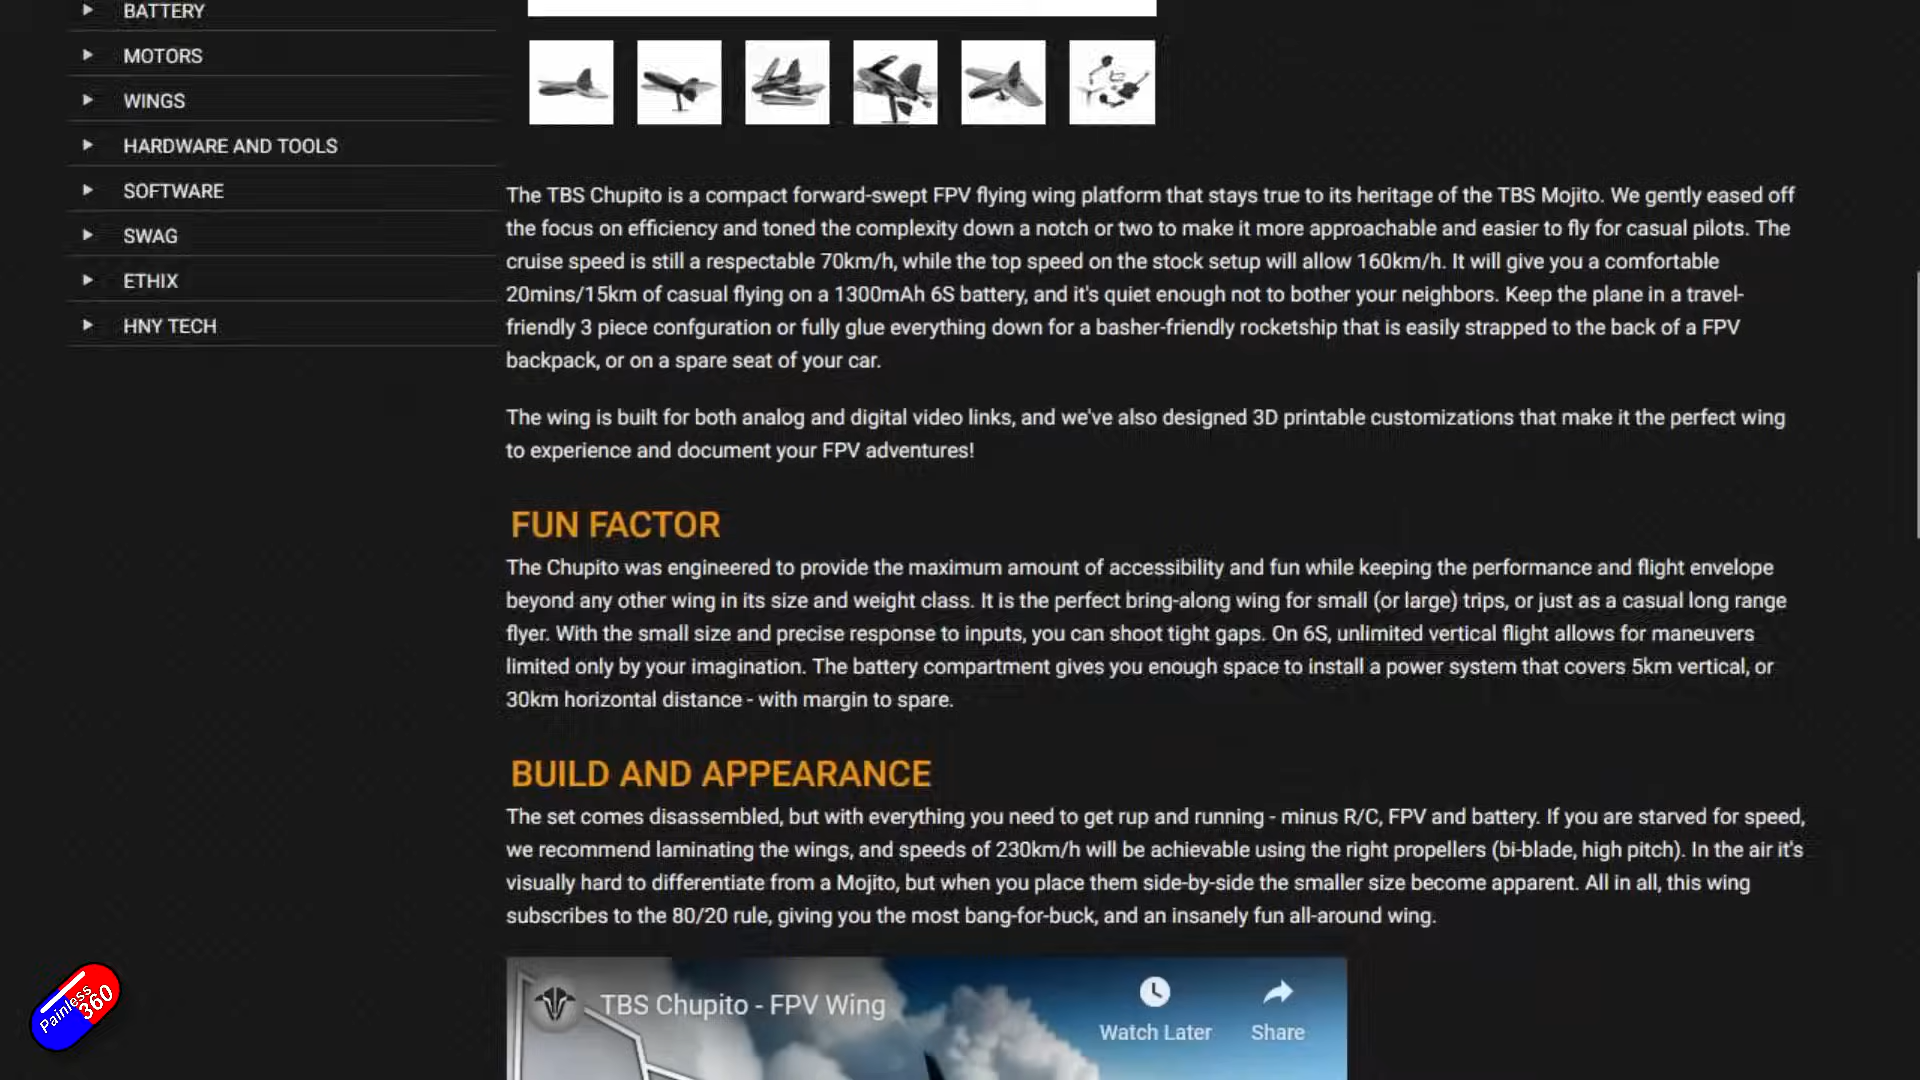 BATTERY
MOTORS
WINGS
HARDWARE AND TOOLS
SOFTWARE
SWAG
ETHIX
HNY TECH
The TBS Chupito is a compact forward-swept FPV flying wing platform that stays true to its heritage of the TBS Mojito. We gently eased off
the focus on efficiency and toned the complexity down a notch or two to make it more approachable and easier to fly for casual pilots. The
cruise speed is still a respectable 70km/h, while the top speed on the stock setup will allow 160km/h. It will give you a comfortable
20mins/15km of casual flying on a 1300mAh 6S battery, and it's quiet enough not to bother your neighbors. Keep the plane in a travel-
friendly 3 piece confguration or fully glue everything down for a basher-friendly rocketship that is easily strapped to the back of a FPV
backpack, or on a spare seat of your car.
The wing is built for both analog and digital video links, and we've also designed 3D printable customizations that make it the perfect wing
to experience and document your FPV adventures!
FUN FACTOR
The Chupito was engineered to provide the maximum amount of accessibility and fun while keeping the performance and flight envelope
beyond any other wing in its size and weight class. It is the perfect bring-along wing for small (or large) trips, or just as a casual long range
flyer. With the small size and precise response to inputs, you can shoot tight gaps. On 6S, unlimited vertical flight allows for maneuvers
limited only by your imagination. The battery compartment gives you enough space to install a power system that covers 5km vertical, or
30km horizontal distance - with margin to spare.
BUILD AND APPEARANCE
The set comes disassembled, but with everything you need to get rup and running - minus R/C, FPV and battery. If you are starved for speed,
we recommend laminating the wings, and speeds of 230km/h will be achievable using the right propellers (bi-blade, high pitch). In the air it's
visually hard to differentiate from a Mojito, but when you place them side-by-side the smaller size become apparent. All in all, this wing
subscribes to the 80/20 rule, giving you the most bang-for-buck, and an insanely fun all-around wing.
TBS Chupito - FPV Wing
Watch Later
Share
Painless
360